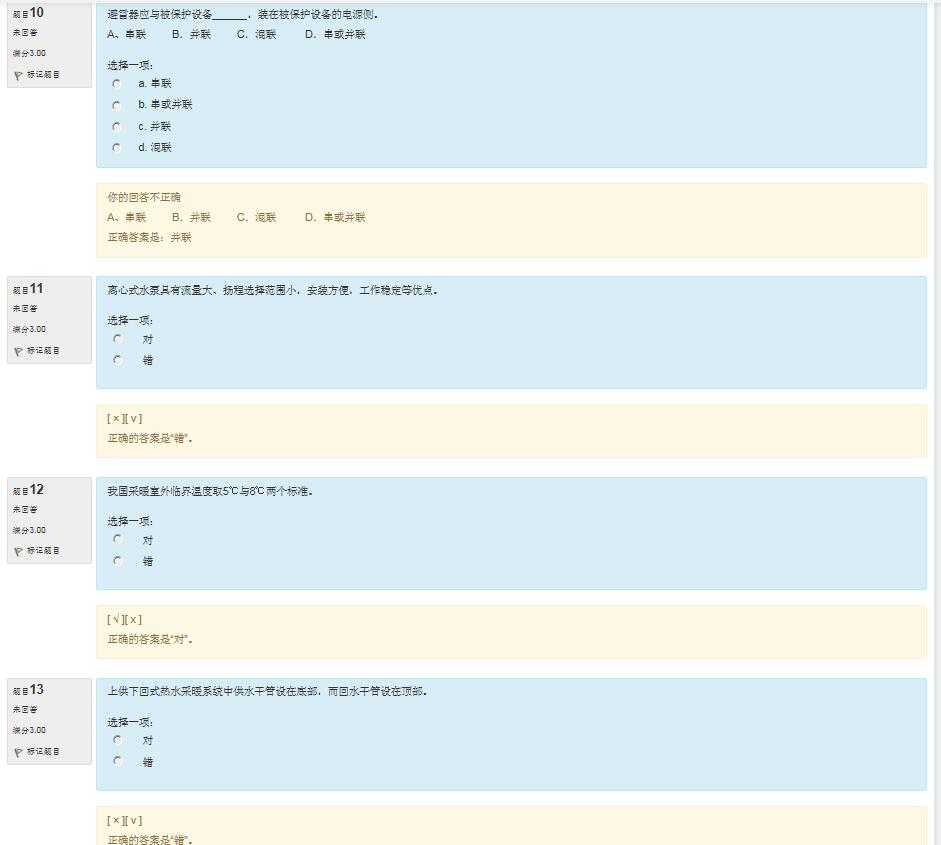 题目10
未回答
满分3.00
标记题目
避雷器应与被保护设备______，装在被保护设备的电源侧。
A、串联 B．并联 C．混联 D．串或并联
选择一项：
a. 串联
b. 串或并联
c. 并联
d. 混联
你的回答不正确
A、串联 B．并联 C．混联 D．串或并联
正确答案是：并联
题目11
未回答
满分3.00
标记题目
离心式水泵具有流量大、扬程选择范围小，安装方便，工作稳定等优点。
选择一项：
对
错
[ × ][ v ]
正确的答案是“错”。
题目12
未回答
满分3.00
标记题目
我国采暖室外临界温度取5℃与8℃两个标准。
选择一项：
对
错
[ √ ][ x ]
正确的答案是“对”。
题目13
未回答
满分3.00
标记题目
上供下回式热水采暖系统中供水干管设在底部，而回水干管设在顶部。
选择一项：
对
错
[ × ][ v ]
正确的答案是“错”。